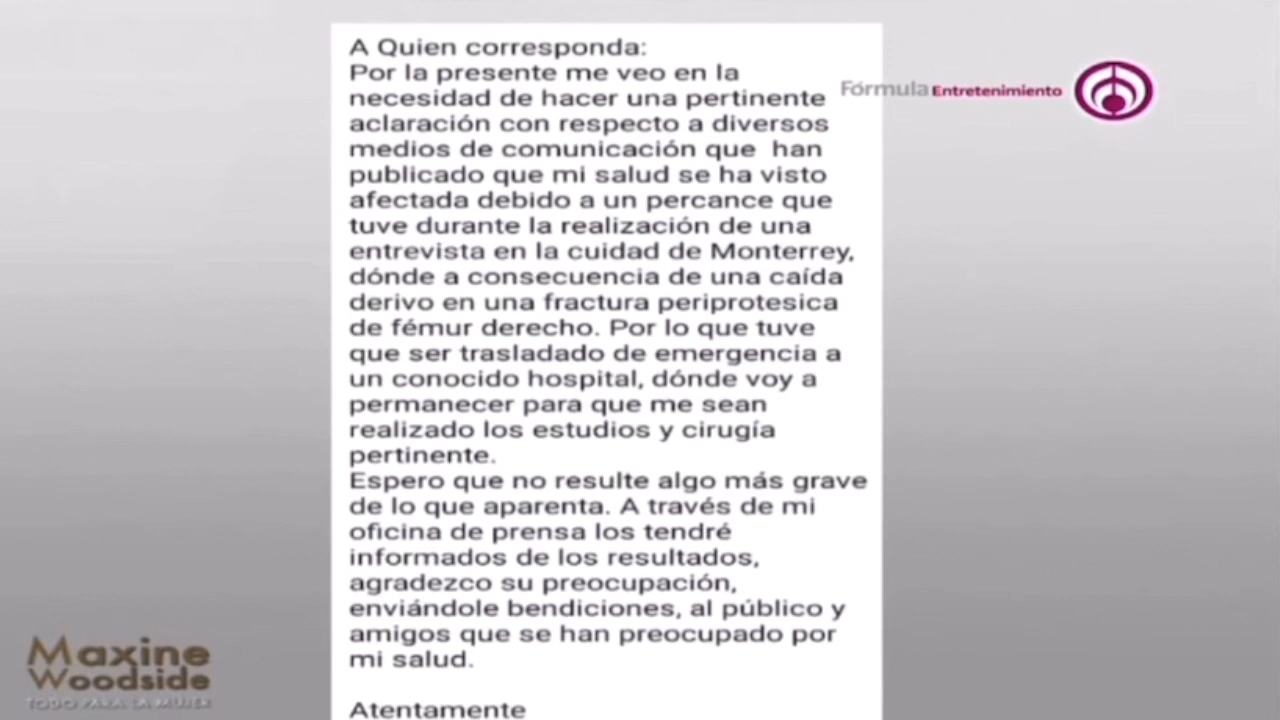 A Quien corresponda:
Por la presente me veo en la
necesidad de hacer una pertinente
aclaración con respecto a diversos
medios de comunicación que han
publicado que mi salud se ha visto
afectada debido a un percance que
tuve durante la realización de una
entrevista en la cuidad de Monterrey,
dónde a consecuencia de una caída
derivo en una fractura periprotesica
de fémur derecho. Por lo que tuve
que ser trasladado de emergencia a
un conocido hospital, dónde voy a
permanecer para que me sean
realizado los estudios y cirugía
pertinente.
Espero que no resulte algo más grave
de lo que aparenta. A través de mi
oficina de prensa los tendré
informados de los resultados,
agradezco su preocupación,
enviándole bendiciones, al público y
amigos que se han preocupado por
mi salud.
Atentamente
Fórmula Entretenimiento
Maxine
Woodside
TODO PARA LA MUJER